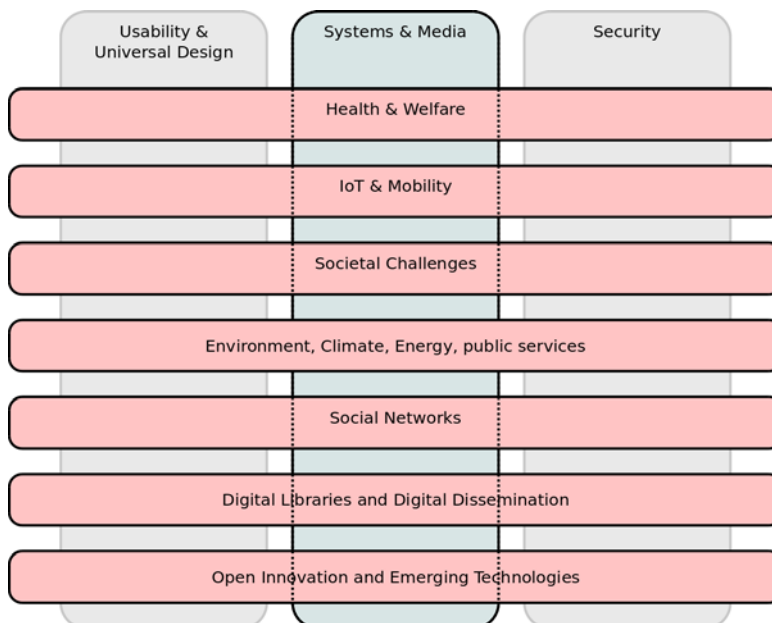 Usability &
Universal Design
Systems & Media
Security
Health & Welfare
IoT & Mobility
Societal Challenges
Environment, Climate, Energy, public services
Social Networks
Digital Libraries and Digital Dissemination
Open Innovation and Emerging Technologies